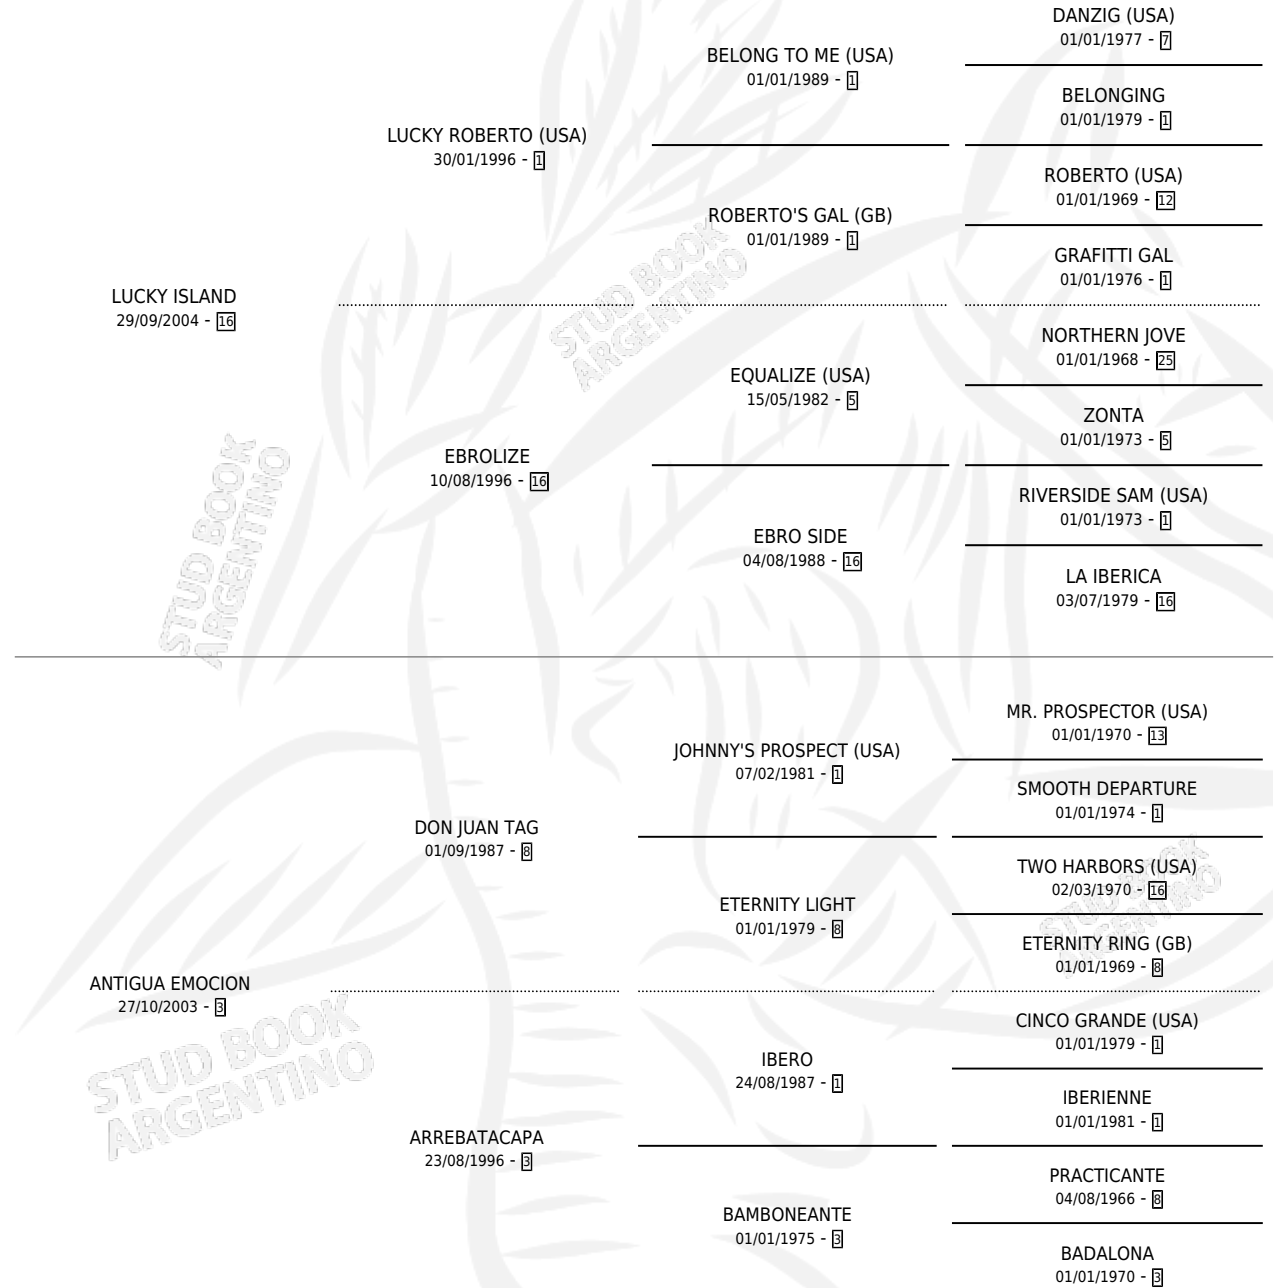 DANZIG (USA)
01/01/1977 - 7
BELONG TO ME (USA)
01/01/1989 - 1
BELONGING
01/01/1979 - 1
LUCKY ROBERTO (USA)
30/01/1996 - 1
ROBERTO (USA)
01/01/1969 - 12
ROBERTO'S GAL (GB)
01/01/1989 - 1
GRAFITTI GAL
01/01/1976 - 1
LUCKY ISLAND
29/09/2004 - 16
NORTHERN JOVE
01/01/1968 - 25
EQUALIZE (USA)
15/05/1982 - 5
ZONTA
01/01/1973 - 5
EBROLIZE
10/08/1996 - 16
RIVERSIDE SAM (USA)
01/01/1973 - 1
EBRO SIDE
04/08/1988 - 16
LA IBERICA
03/07/1979 - 16
MR. PROSPECTOR (USA)
01/01/1970 - 13
JOHNNY'S PROSPECT (USA)
07/02/1981 - 1
SMOOTH DEPARTURE
01/01/1974 - 1
DON JUAN TAG
01/09/1987 - 8
TWO HARBORS (USA)
02/03/1970 - 16
ETERNITY LIGHT
01/01/1979 - 8
ETERNITY RING (GB)
01/01/1969 - 8
ANTIGUA EMOCION
27/10/2003 - 3
CINCO GRANDE (USA)
01/01/1979 - 1
IBERO
24/08/1987 - 1
IBERIENNE
01/01/1981 - 1
ARREBATACAPA
23/08/1996 - 3
PRACTICANTE
04/08/1966 - 8
BAMBONEANTE
01/01/1975 - 3
BADALONA
01/01/1970 - 3
STUD BOOK
ARGENTINO
STUD BOOK
ARGENTINO
STUD BOOK
ARGENTINO
STUD BOOK
ARGENTINO